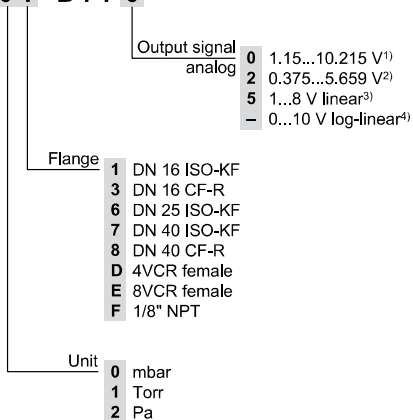 Output signal
analog
0 1.15...10.215 V1)
2 0.375...5.659 V2)
5 1...8 V linear3)
– 0...10 V log-linear4)
Flange
1 DN 16 ISO-KF
3 DN 16 CF-R
6 DN 25 ISO-KF
7 DN 40 ISO-KF
8 DN 40 CF-R
D 4VCR female
E 8VCR female
F 1/8" NPT
Unit
0 mbar
1 Torr
2 Pa